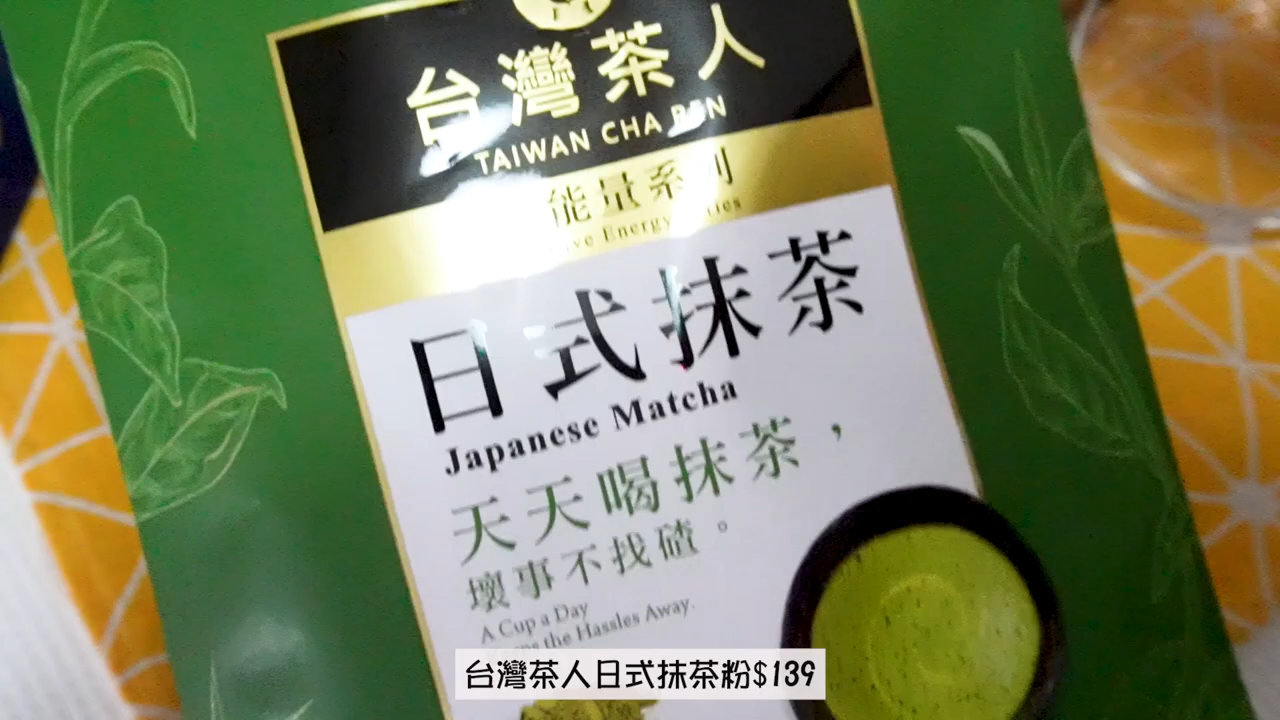 台灣茶人
TAIWAN CHA REN
能量系列
Energy
日式抹茶
Japanese Matcha
天天喝抹茶，
壞事不找碴。
A Cup a Day
the Hassles Away.
台灣茶人日式抹茶粉$139